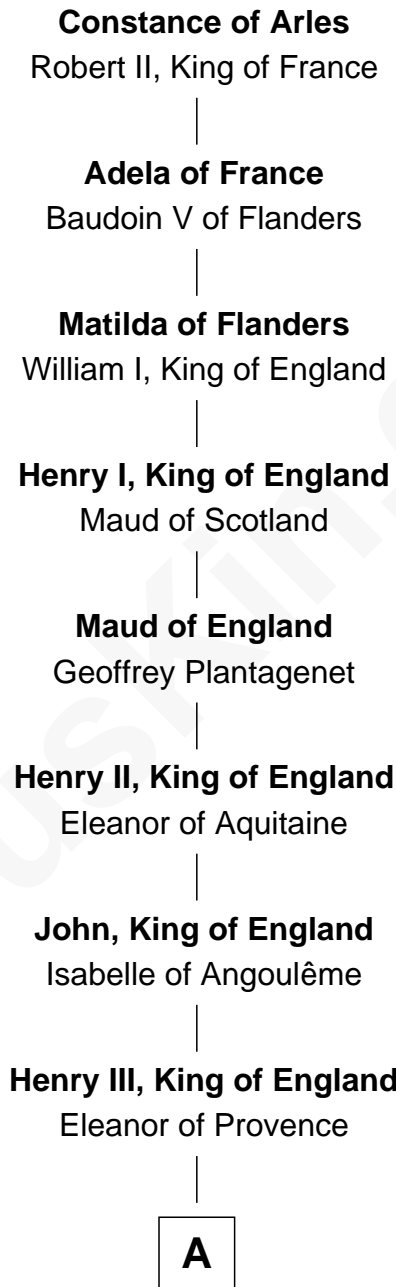 Constance of Arles
Robert II, King of France
Adela of France
Baudoin V of Flanders
Matilda of Flanders
William I, King of England
Henry I, King of England
Maud of Scotland
Maud of England
Geoffrey Plantagenet
Henry II, King of England
Eleanor of Aquitaine
John, King of England
Isabelle of Angoulême
Henry III, King of England
Eleanor of Provence
A